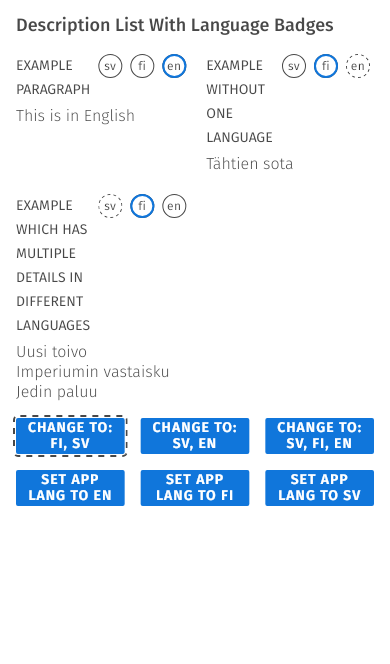 Description List With Language Badges
EXAMPLE PARAGRAPH
sv fi en
This is in English
EXAMPLE WITHOUT ONE LANGUAGE
sv fi en
Tähtien sota
EXAMPLE WHICH HAS MULTIPLE DETAILS IN DIFFERENT LANGUAGES
sv fi en
Uusi toivo
Imperiumin vastaisku
Jedin paluu
CHANGE TO: FI, SV
CHANGE TO: SV, EN
CHANGE TO: SV, FI, EN
SET APP LANG TO EN
SET APP LANG TO FI
SET APP LANG TO SV